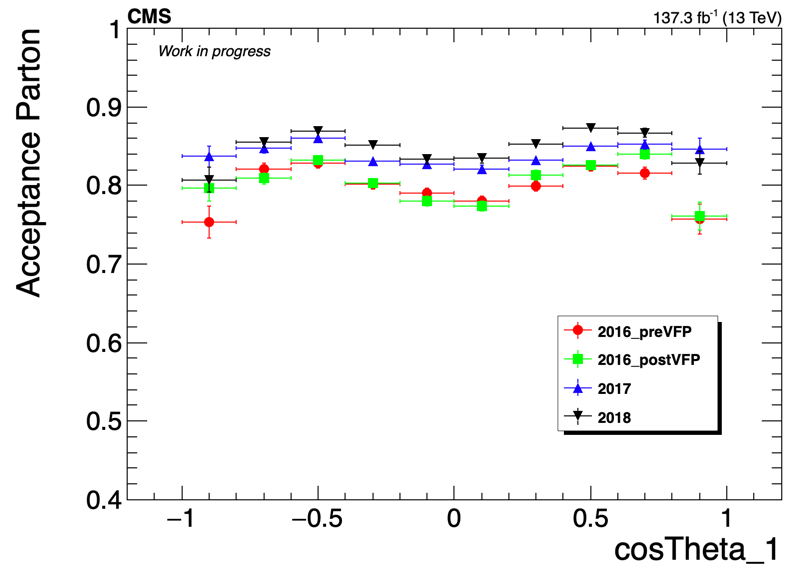 CMS
137.3 fb⁻¹ (13 TeV)
Work in progress
Acceptance Parton
1
0.9
0.8
0.7
0.6
0.5
0.4
2016_preVFP
2016_postVFP
2017
2018
−1
−0.5
0
0.5
1
cosTheta_1